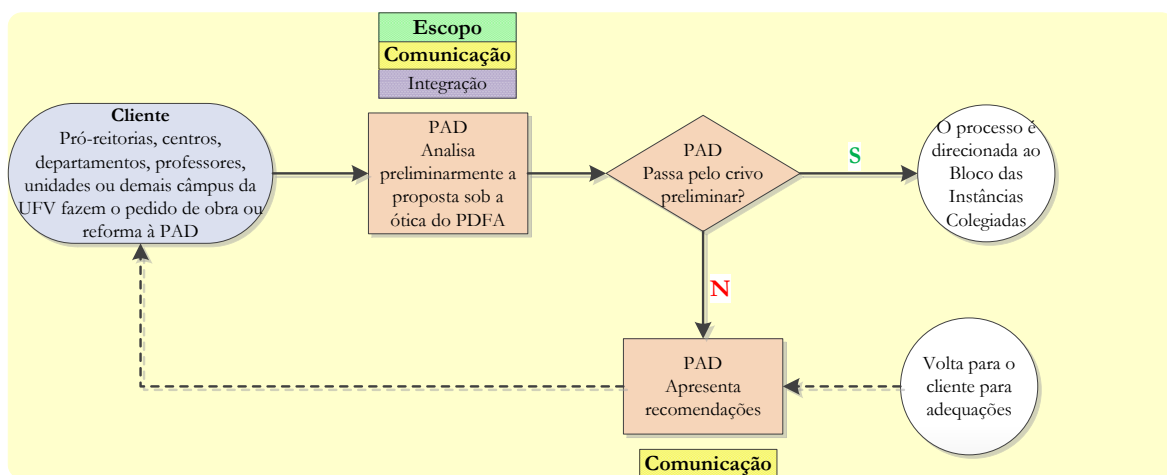 Escopo
Comunicação
Integração
Cliente
Pró-reitorias, centros,
departamentos, professores,
unidades ou demais câmpus da
UFV fazem o pedido de obra ou
reforma à PAD
PAD
Analisa
preliminarmente a
proposta sob a
ótica do PDFA
PAD
Passa pelo crivo
preliminar?
S
O processo é
direcionada ao
Bloco das
Instâncias
Colegiadas
N
PAD
Apresenta
recomendações
Volta para o
cliente para
adequações
Comunicação